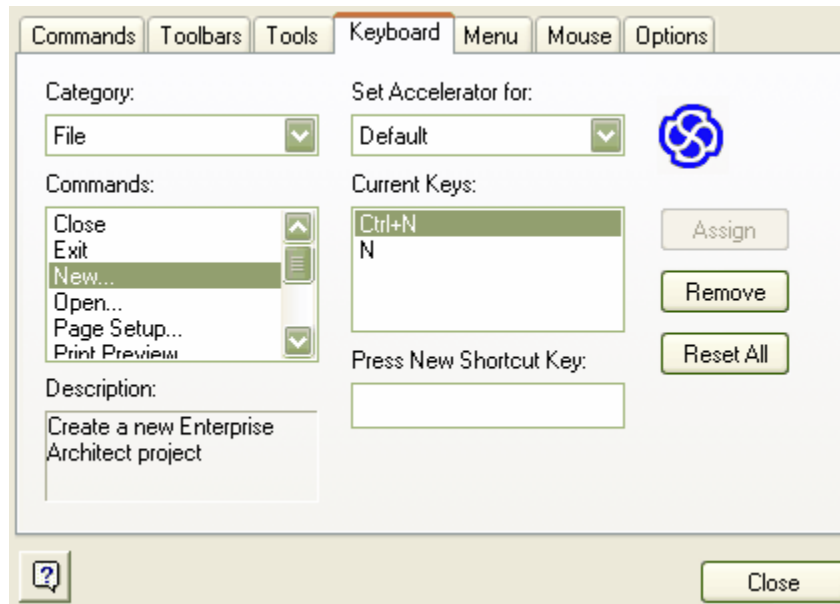 Commands Toolbars Tools Keyboard Menu Mouse Options
Category:
File
Commands:
Close
Exit
New...
Open...
Page Setup...
Print Preview
Description:
Create a new Enterprise
Architect project
Set Accelerator for:
Default
Current Keys:
Ctrl+N
N
Press New Shortcut Key:
Assign
Remove
Reset All
Close